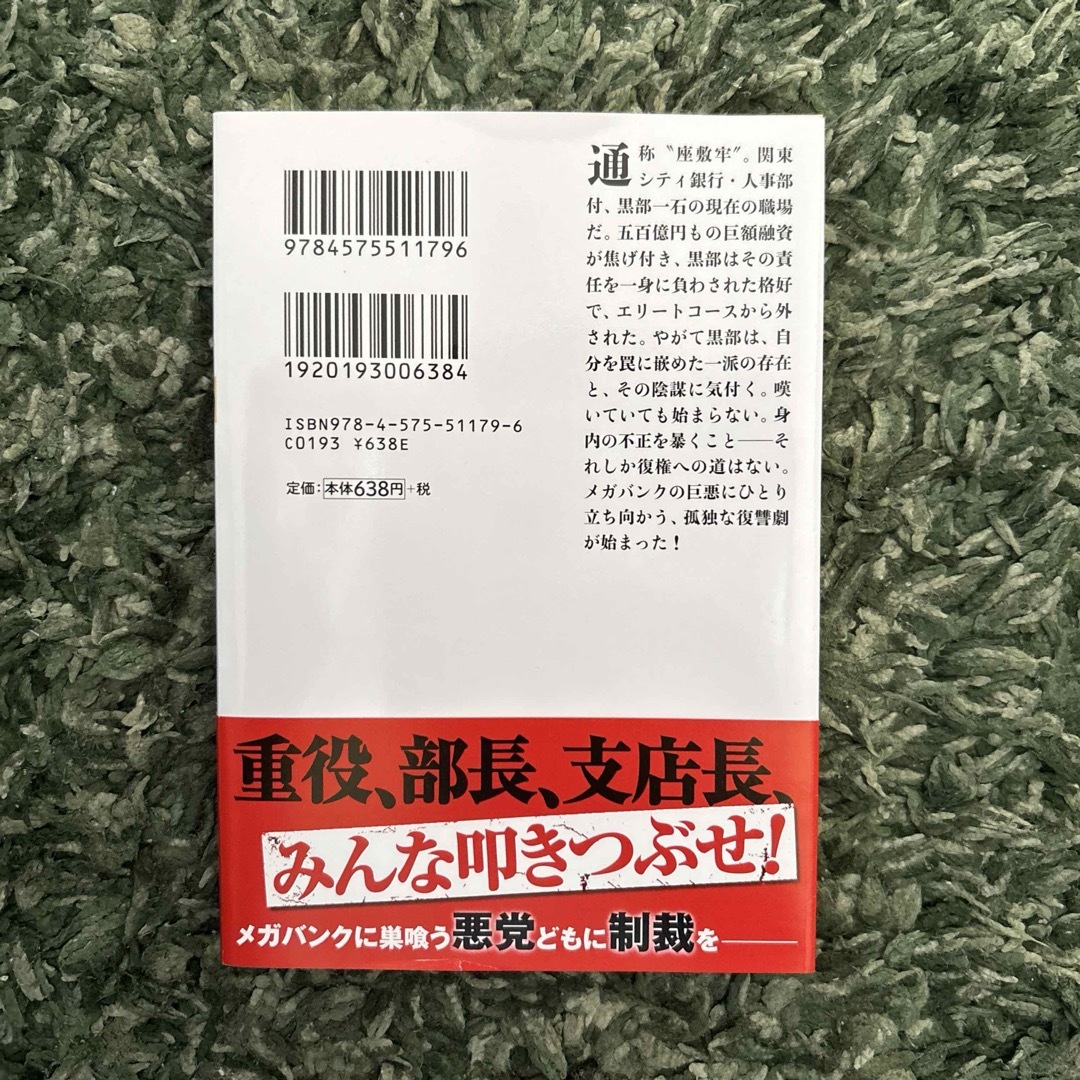 9784575511796
1920193006384
ISBN978-4-575-51179-6
C0193 ¥638E
定価：本体638円+税
通称〝座敷牢〟。関東
シティ銀行・人事部
付、黒部一石の現在の職場
だ。五百億円もの巨額融資
が焦げ付き、黒部はその責
任を一身に負わされた格好
で、エリートコースから外
された。やがて黒部は、自
分を罠に嵌めた一派の存在
と、その陰謀に気付く。嘆
いていても始まらない。身
内の不正を暴くこと――そ
れしか復権への道はない。
メガバンクの巨悪にひとり
立ち向かう、孤独な復讐劇
が始まった！
重役、部長、支店長、
みんな叩きつぶせ！
メガバンクに巣喰う悪党どもに制裁を――